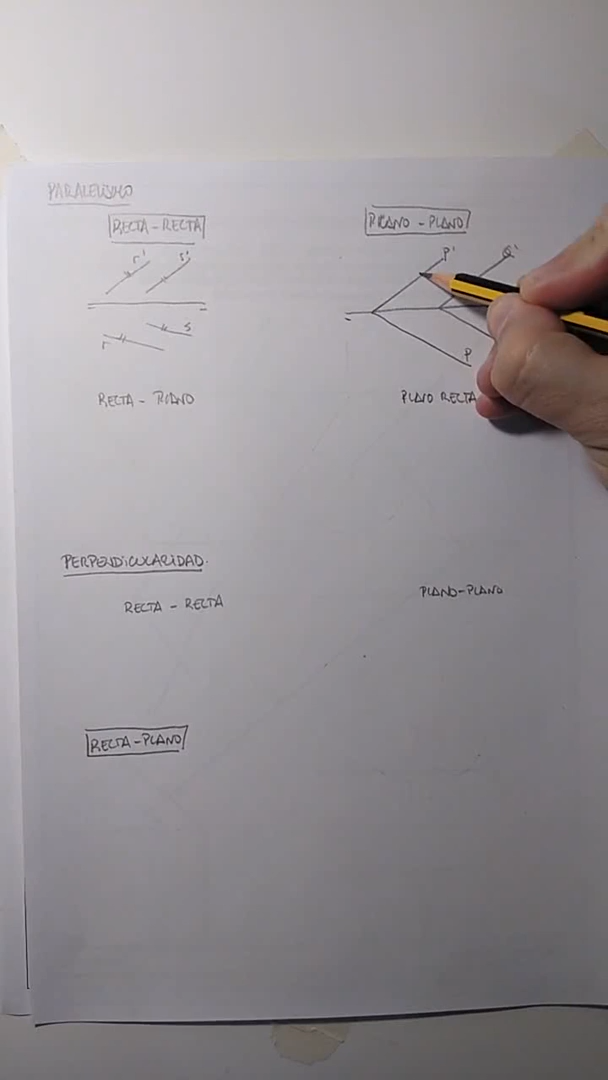 PARALELISMO
RECTA - RECTA
PLANO - PLANO
r' s'
P' Q'
r s
P
RECTA - PLANO
PLANO RECTA
PERPENDICULARIDAD.
RECTA - RECTA
PLANO - PLANO
RECTA - PLANO